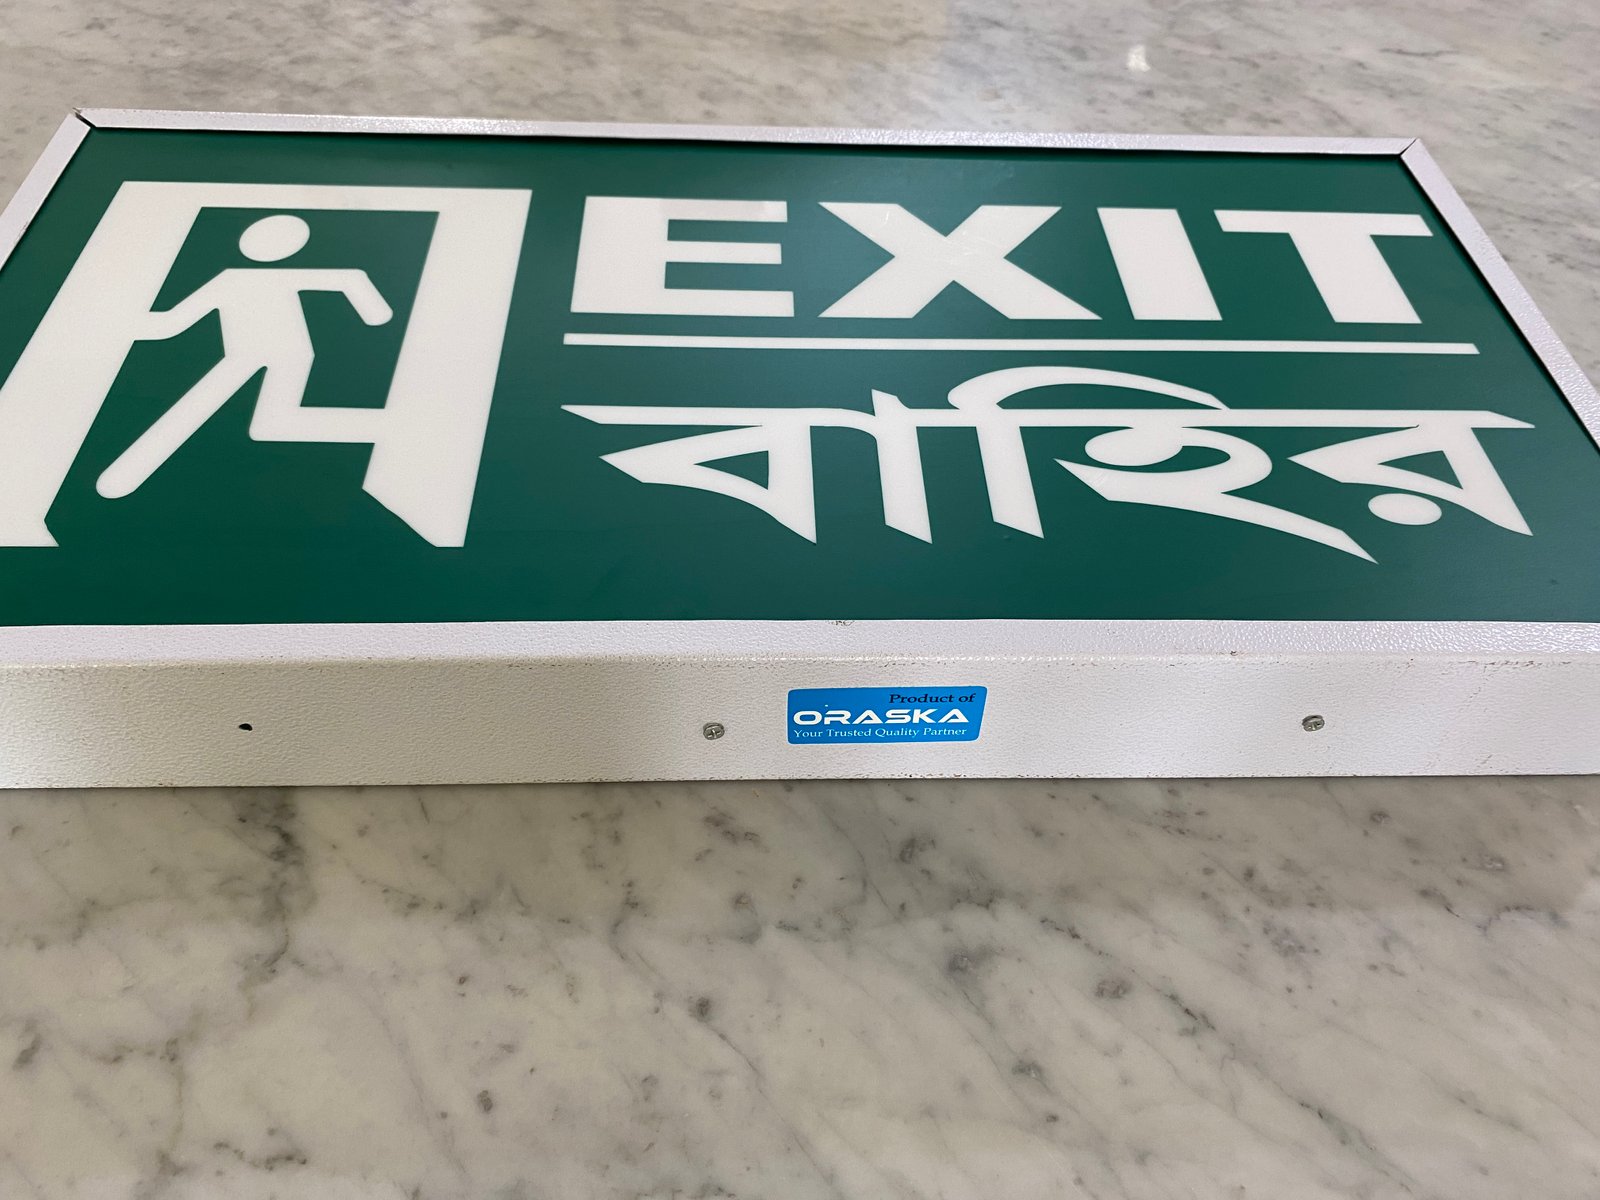 EXIT
বাহির
Product of
ORASKA
Your Trusted Quality Partner